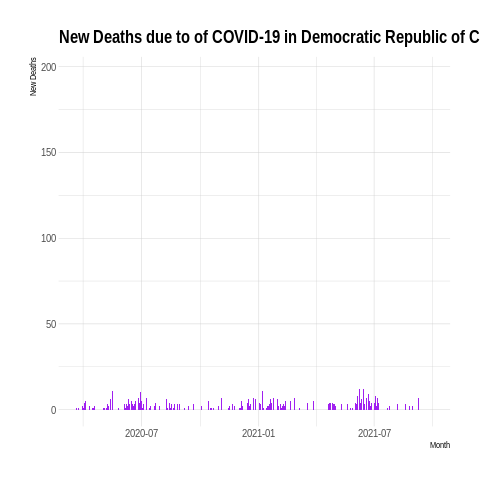 New Deaths due to of COVID-19 in Democratic Republic of C
New Deaths
200
150
100
50
0
2020-07 2021-01 2021-07
Month